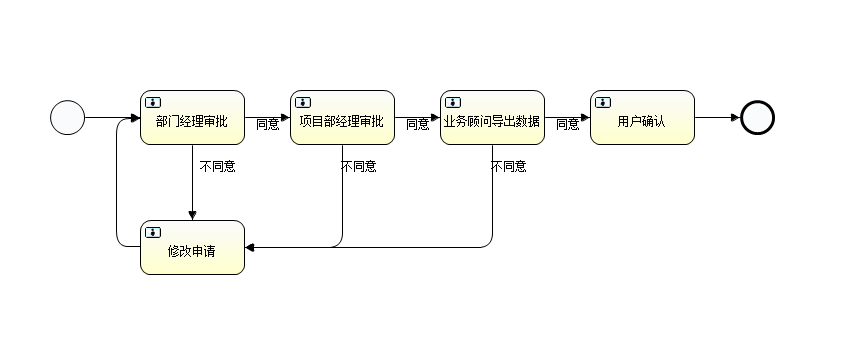 部门经理审批
同意
项目部经理审批
同意
业务顾问导出数据
同意
用户确认
不同意
不同意
不同意
修改申请